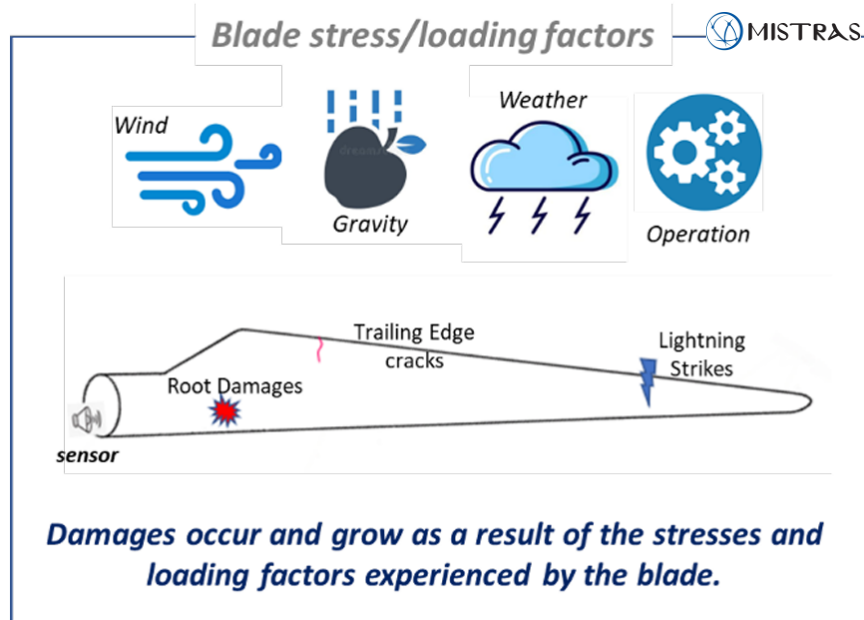 Blade stress/loading factors
MISTRAS
Wind
Gravity
Weather
Operation
Trailing Edge
cracks
Lightning
Strikes
Root Damages
sensor
Damages occur and grow as a result of the stresses and
loading factors experienced by the blade.